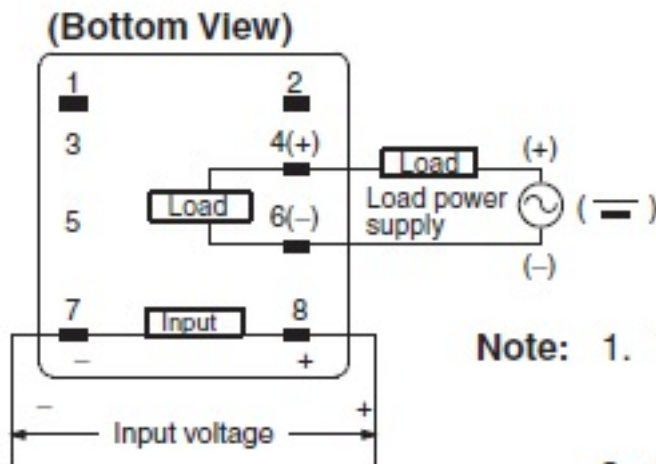 (Bottom View)
1 2
3 4(+) Load (+)
Load Load power
supply
5 6(−) (−)
7 Input 8
− +
Note: 1.
− +
Input voltage